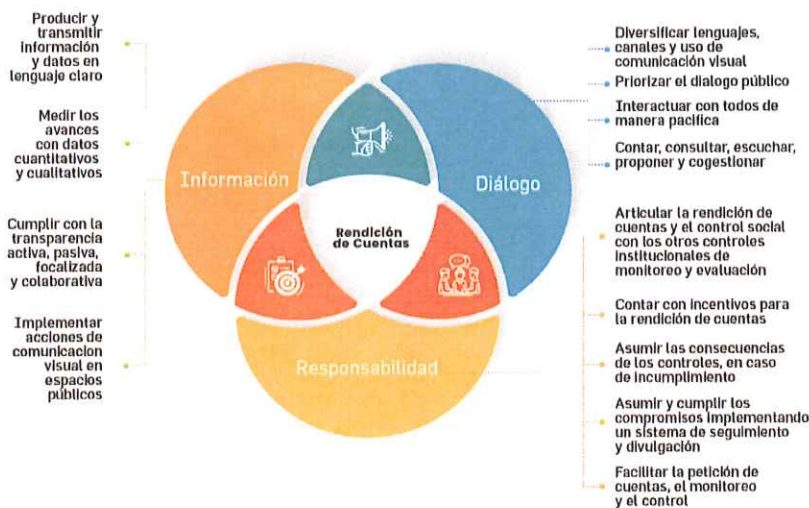 Producir y
transmitir
información
y datos en
lenguaje claro
Medir los
avances
con datos
cuantitativos
y cualitativos
Cumplir con la
transparencia
activa, pasiva,
focalizada
y colaborativa
Implementar
acciones de
comunicacion
visual en
espacios
públicos
Información
Diálogo
Rendición
de Cuentas
Responsabilidad
Diversificar lenguajes,
canales y uso de
comunicación visual
Priorizar el dialogo público
Interactuar con todos de
manera pacifica
Contar, consultar, escuchar,
proponer y cogestionar
Articular la rendición de
cuentas y el control social
con los otros controles
institucionales de
monitoreo y evaluación
Contar con incentivos para
la rendición de cuentas
Asumir las consecuencias
de los controles, en caso
de incumplimiento
Asumir y cumplir los
compromisos implementando
un sistema de seguimiento
y divulgación
Facilitar la petición de
cuentas, el monitoreo
y el control